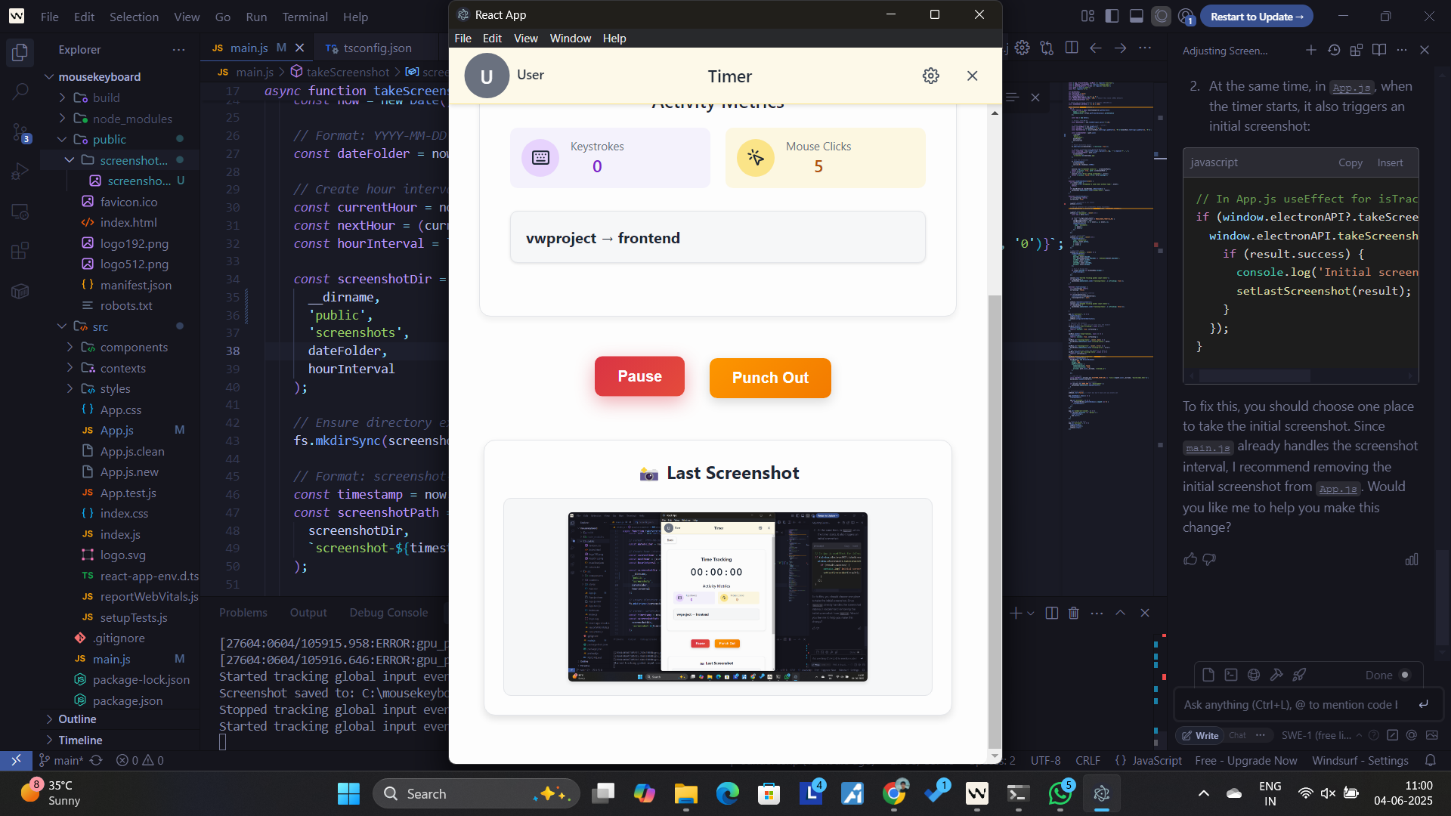 File Edit Selection View Go Run Terminal Help
Restart to Update →
Explorer
mousekeyboard
build
node_modules
public
screenshot...
screensho... U
favicon.ico
index.html
logo192.png
logo512.png
manifest.json
robots.txt
src
components
contexts
styles
App.css
App.js M
App.js.clean
App.js.new
App.test.js
index.css
index.js
logo.svg
react-app-env.d.ts
reportWebVitals.js
setupTests.js
.gitignore
main.js M
package-lock.json
package.json
Outline
Timeline
main.js M
tsconfig.json
main.js > takeScreenshot >
17 async function takeScreens
25
26 // Format: YYYY-MM-DD
27 const dateFolder = nov
28
29 // Create hour interv
30 const currentHour = no
31 const nextHour = (curr
32 const hourInterval =
, '0')}`;
33
34 const screenshotDir =
35 __dirname,
36 'public',
37 'screenshots',
38 dateFolder,
39 hourInterval
40 );
41
42 // Ensure directory e
43 fs.mkdirSync(screensho
44
45 // Format: screenshot
46 const timestamp = now
47 const screenshotPath
48 screenshotDir,
49 `screenshot-${timest
50 );
51
Problems Output Debug Console
[27604:0604/105915.958:ERROR:gpu_p
[27604:0604/105916.646:ERROR:gpu_p
Started tracking global input even
Screenshot saved to: C:\mousekeybo
Stopped tracking global input even
Started tracking global input even
React App
File Edit View Window Help
U User
Timer
Activity Metrics
Keystrokes
0
Mouse Clicks
5
vwproject → frontend
Pause
Punch Out
Last Screenshot
Time Tracking
00:00:00
Activity Metrics
vwproject → frontend
Pause Punch Out
Last Screenshot
Adjusting Screen...
2. At the same time, in App.js, when
the timer starts, it also triggers an
initial screenshot:
javascript Copy Insert
// In App.js useEffect for isTrac
if (window.electronAPI?.takeScree
window.electronAPI.takeScreensh
if (result.success) {
console.log('Initial screen
setLastScreenshot(result);
}
});
}
To fix this, you should choose one place
to take the initial screenshot. Since
main.js already handles the screenshot
interval, I recommend removing the
initial screenshot from App.js. Would
you like me to help you make this
change?
Done
Ask anything (Ctrl+L), @ to mention code l
Write Chat SWE-1 (free li...
main* 0 0
: 2 UTF-8 CRLF {} JavaScript Free - Upgrade Now Windsurf - Settings
8
35°C
Sunny
Search
4
1
5
ENG
IN
11:00
04-06-2025